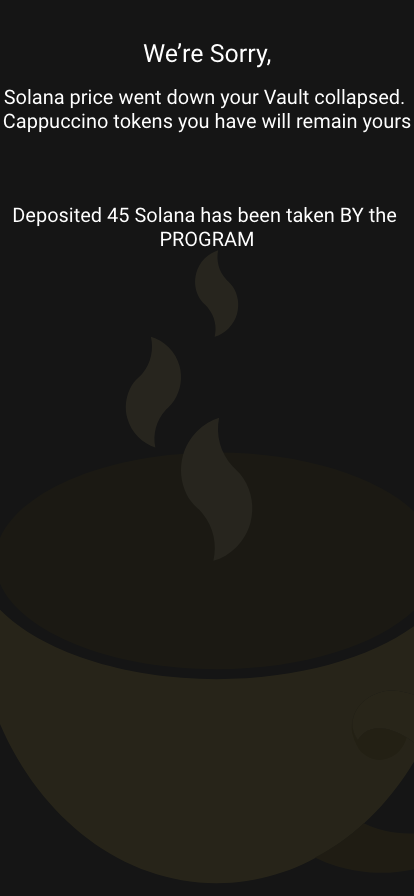 We’re Sorry,
Solana price went down your Vault collapsed.
Cappuccino tokens you have will remain yours
Deposited 45 Solana has been taken BY the
PROGRAM